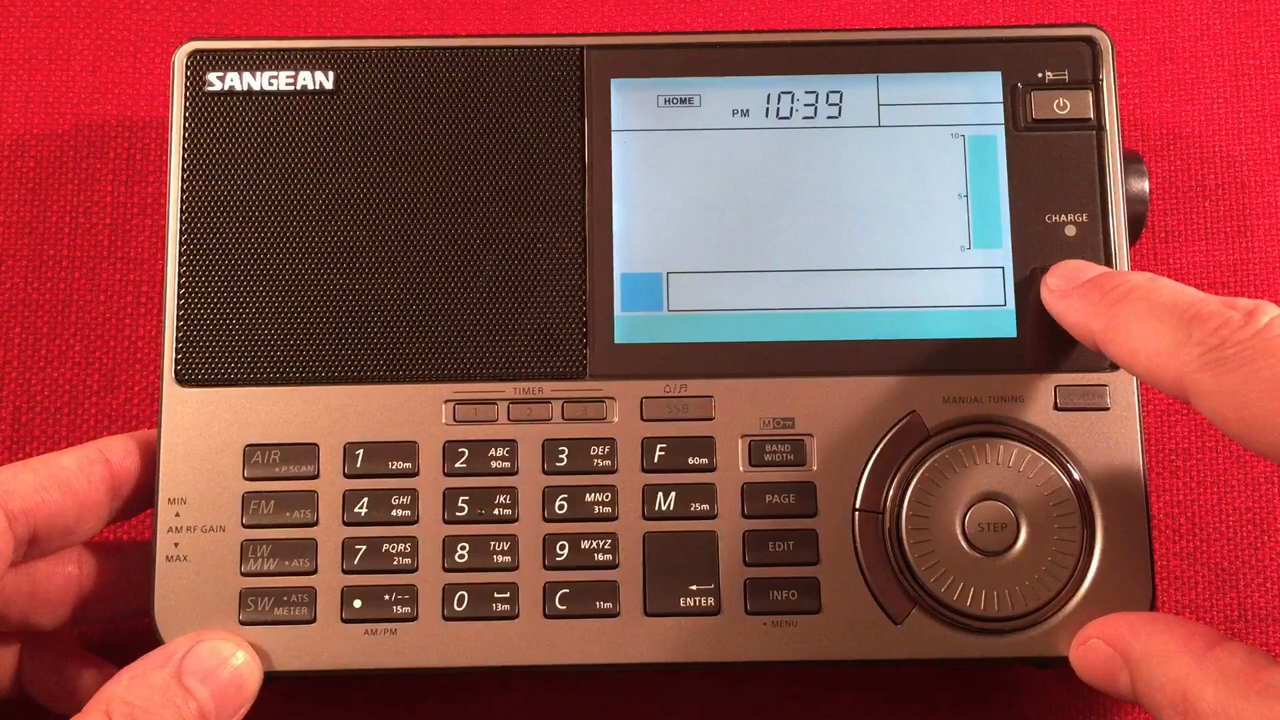 SANGEAN
HOME
PM 10:39
10
5
0
CHARGE
TIMER
1 2 3
SSB
MANUAL TUNING
M
BAND
WIDTH
AIR
• P.SCAN
1 120m
2 ABC 90m
3 DEF 75m
F 60m
FM • ATS
4 GHI 49m
5 JKL 41m
6 MNO 31m
M 25m
PAGE
STEP
MIN
AM RF GAIN
MAX.
LW
MW • ATS
7 PQRS 21m
8 TUV 19m
9 WXYZ 16m
ENTER
EDIT
SW • ATS
METER
• */-- 15m
0 13m
C 11m
INFO
AM/PM
• MENU